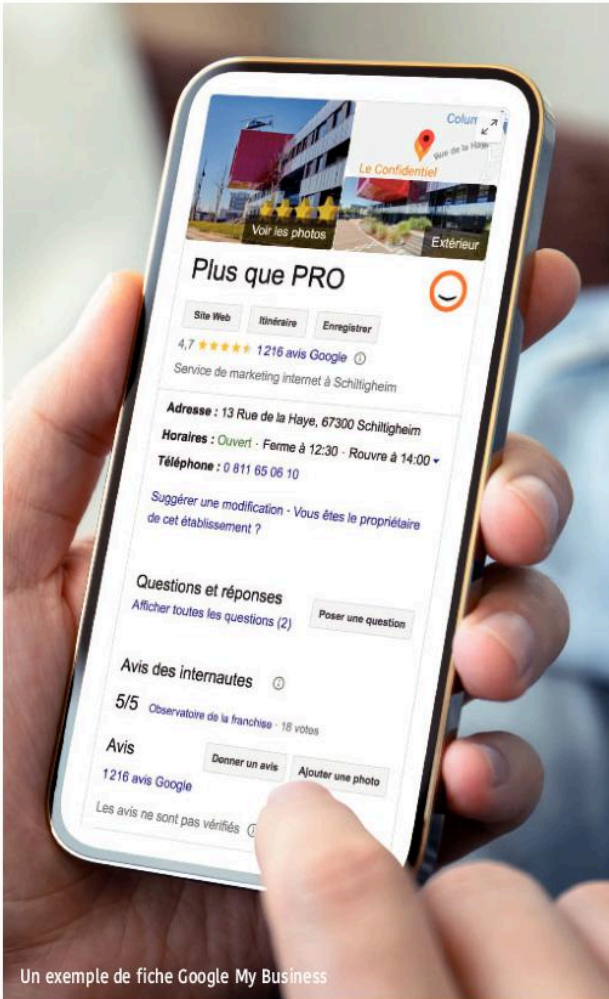 Colum
Rue de la Haye
Le Confidentiel
Voir les photos
Extérieur
Plus que PRO
Site Web
Itinéraire
Enregistrer
4,7 ★★★★★ 1 216 avis Google
Service de marketing internet à Schiltigheim
Adresse : 13 Rue de la Haye, 67300 Schiltigheim
Horaires : Ouvert · Ferme à 12:30 · Rouvre à 14:00
Téléphone : 0 811 65 06 10
Suggérer une modification · Vous êtes le propriétaire
de cet établissement ?
Questions et réponses
Afficher toutes les questions (2)
Poser une question
Avis des internautes
5/5 Observatoire de la franchise · 18 votes
Avis
Donner un avis
Ajouter une photo
1 216 avis Google
Les avis ne sont pas vérifiés
Un exemple de fiche Google My Business